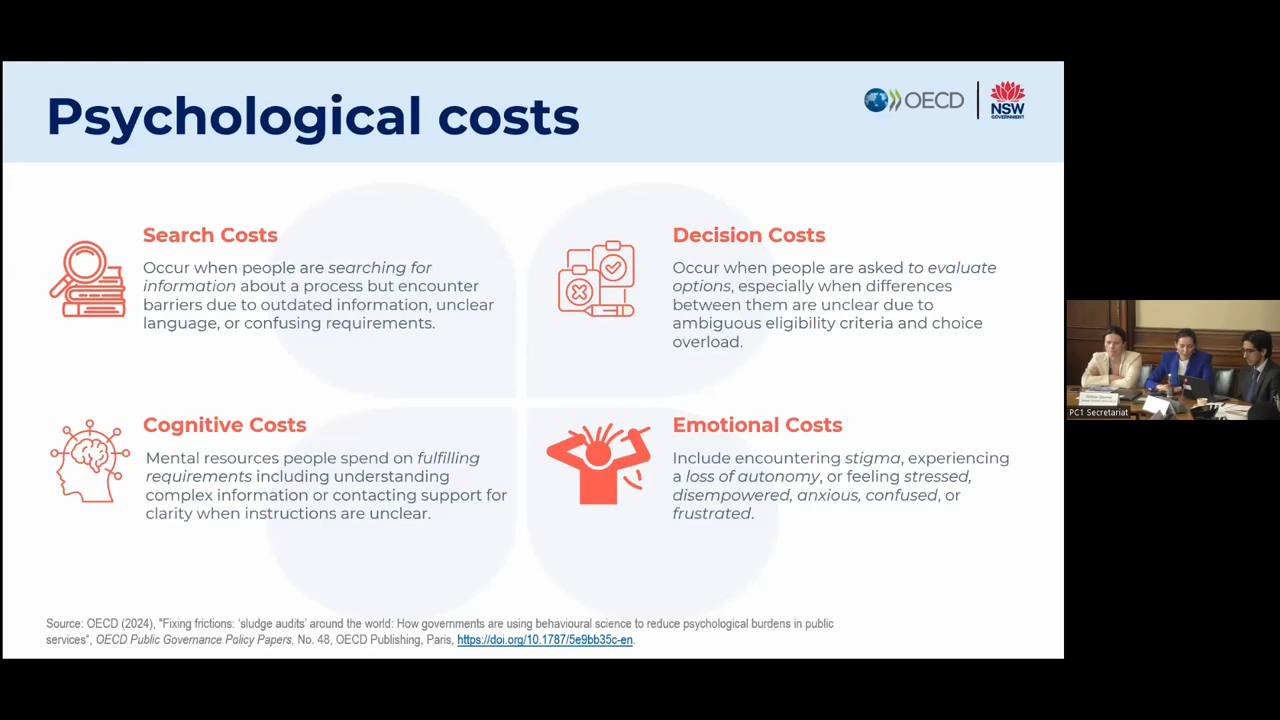 Psychological costs
OECD
NSW
GOVERNMENT
Search Costs
Occur when people are searching for
information about a process but encounter
barriers due to outdated information, unclear
language, or confusing requirements.
Decision Costs
Occur when people are asked to evaluate
options, especially when differences
between them are unclear due to
ambiguous eligibility criteria and choice
overload.
Cognitive Costs
Mental resources people spend on fulfilling
requirements including understanding
complex information or contacting support for
clarity when instructions are unclear.
Emotional Costs
Include encountering stigma, experiencing
a loss of autonomy, or feeling stressed,
disempowered, anxious, confused, or
frustrated.
Source: OECD (2024), "Fixing frictions: 'sludge audits' around the world: How governments are using behavioural science to reduce psychological burdens in public
services", OECD Public Governance Policy Papers, No. 48, OECD Publishing, Paris, https://doi.org/10.1787/5e9bb35c-en.
PC1 Secretariat